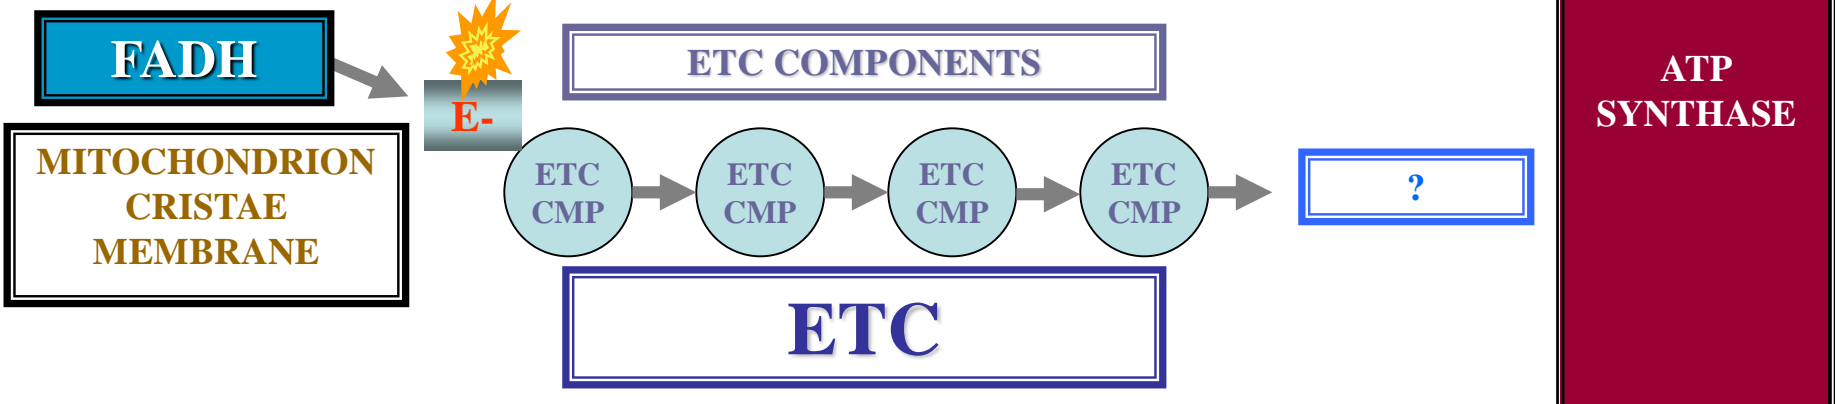 FADH
E-
ETC COMPONENTS
ATP
SYNTHASE
MITOCHONDRION
CRISTAE
MEMBRANE
ETC
CMP
ETC
CMP
ETC
CMP
ETC
CMP
?
ETC